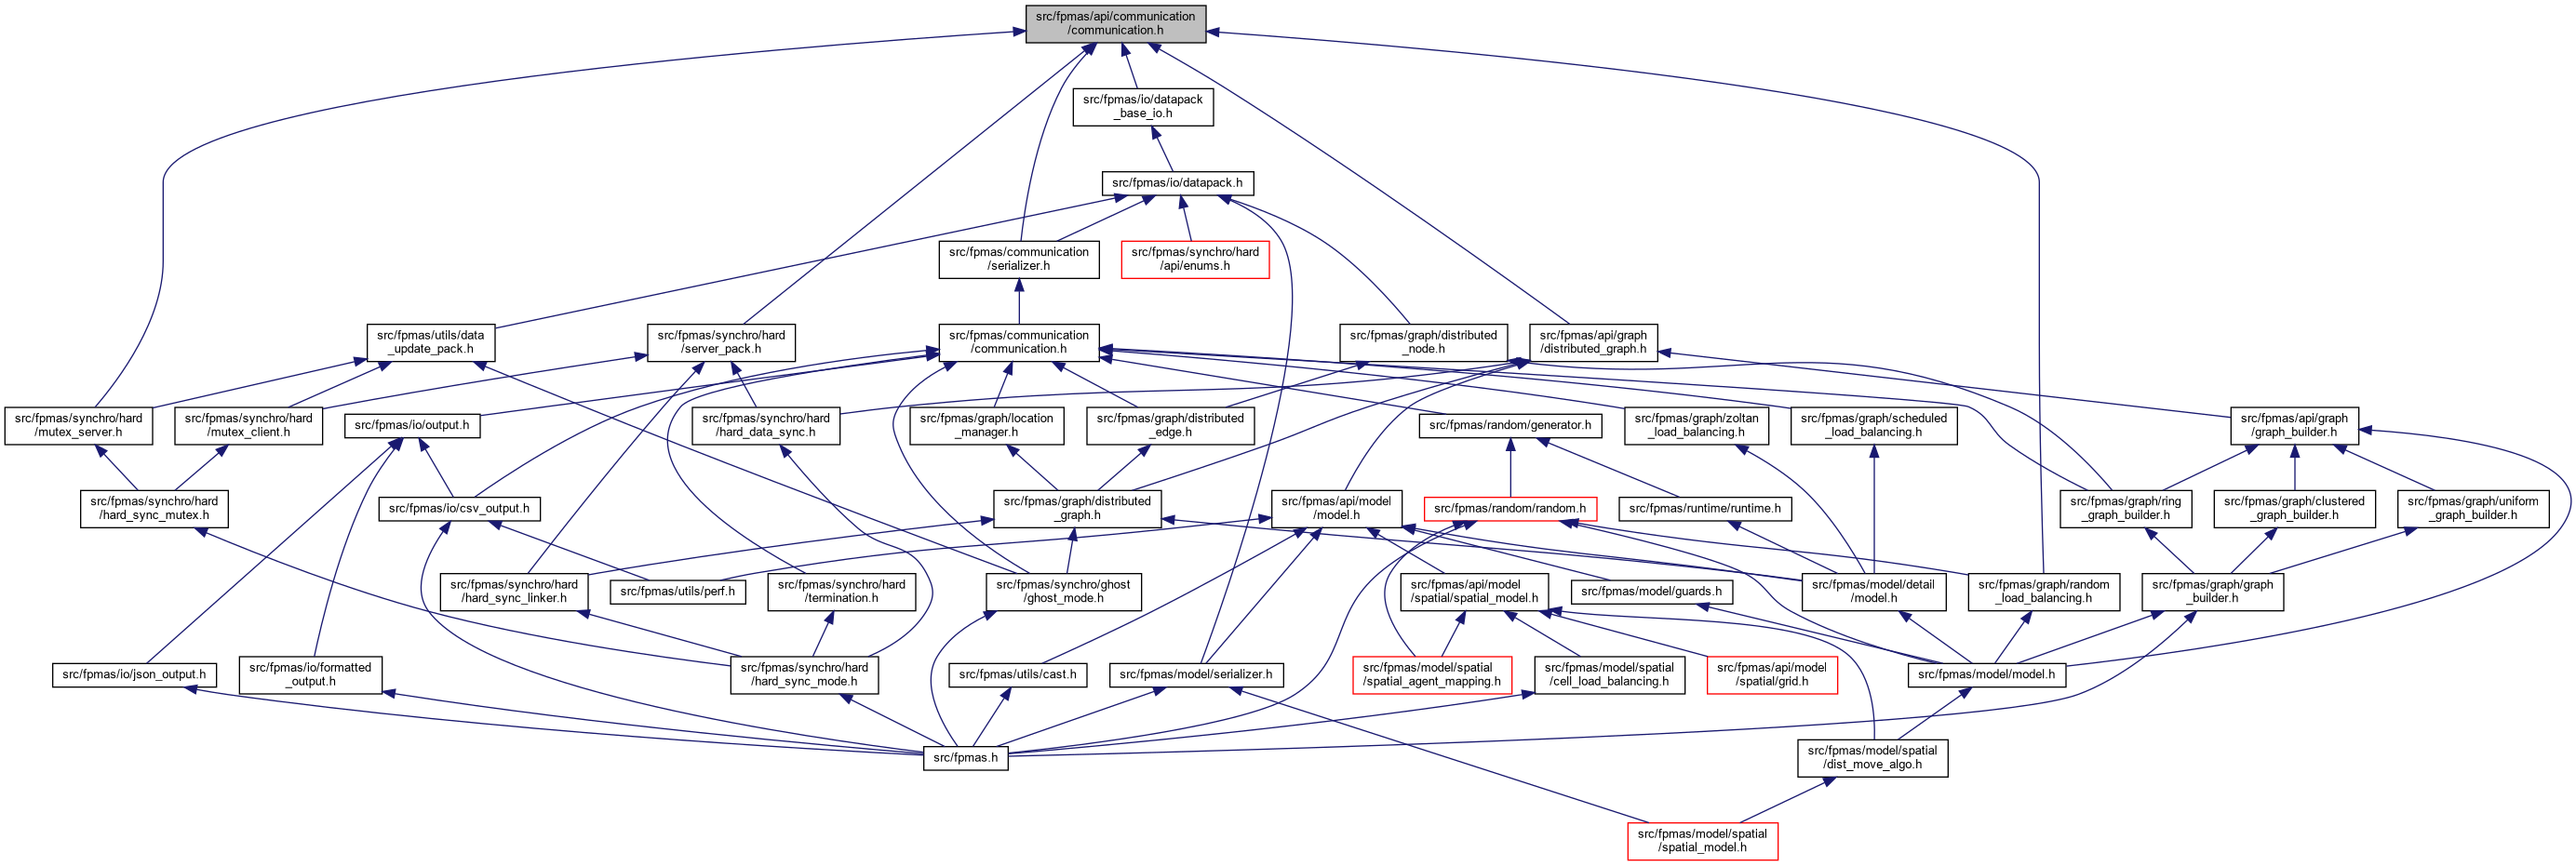 src/fpmas/api/communication
/communication.h
src/fpmas/io/datapack
_base_io.h
src/fpmas/io/datapack.h
src/fpmas/communication
/serializer.h
src/fpmas/synchro/hard
/api/enums.h
src/fpmas/utils/data
_update_pack.h
src/fpmas/synchro/hard
/server_pack.h
src/fpmas/communication
/communication.h
src/fpmas/graph/distributed
_node.h
src/fpmas/api/graph
/distributed_graph.h
src/fpmas/synchro/hard
/mutex_server.h
src/fpmas/synchro/hard
/mutex_client.h
src/fpmas/io/output.h
src/fpmas/synchro/hard
/hard_data_sync.h
src/fpmas/graph/location
_manager.h
src/fpmas/graph/distributed
_edge.h
src/fpmas/random/generator.h
src/fpmas/graph/zoltan
_load_balancing.h
src/fpmas/graph/scheduled
_load_balancing.h
src/fpmas/api/graph
/graph_builder.h
src/fpmas/synchro/hard
/hard_sync_mutex.h
src/fpmas/io/csv_output.h
src/fpmas/graph/distributed
_graph.h
src/fpmas/api/model
/model.h
src/fpmas/random/random.h
src/fpmas/runtime/runtime.h
src/fpmas/graph/ring
_graph_builder.h
src/fpmas/graph/clustered
_graph_builder.h
src/fpmas/graph/uniform
_graph_builder.h
src/fpmas/synchro/hard
/hard_sync_linker.h
src/fpmas/utils/perf.h
src/fpmas/synchro/hard
/termination.h
src/fpmas/synchro/ghost
/ghost_mode.h
src/fpmas/api/model
/spatial/spatial_model.h
src/fpmas/model/guards.h
src/fpmas/model/detail
/model.h
src/fpmas/graph/random
_load_balancing.h
src/fpmas/graph/graph
_builder.h
src/fpmas/io/json_output.h
src/fpmas/io/formatted
_output.h
src/fpmas/synchro/hard
/hard_sync_mode.h
src/fpmas/utils/cast.h
src/fpmas/model/serializer.h
src/fpmas/model/spatial
/spatial_agent_mapping.h
src/fpmas/model/spatial
/cell_load_balancing.h
src/fpmas/api/model
/spatial/grid.h
src/fpmas/model/model.h
src/fpmas.h
src/fpmas/model/spatial
/dist_move_algo.h
src/fpmas/model/spatial
/spatial_model.h